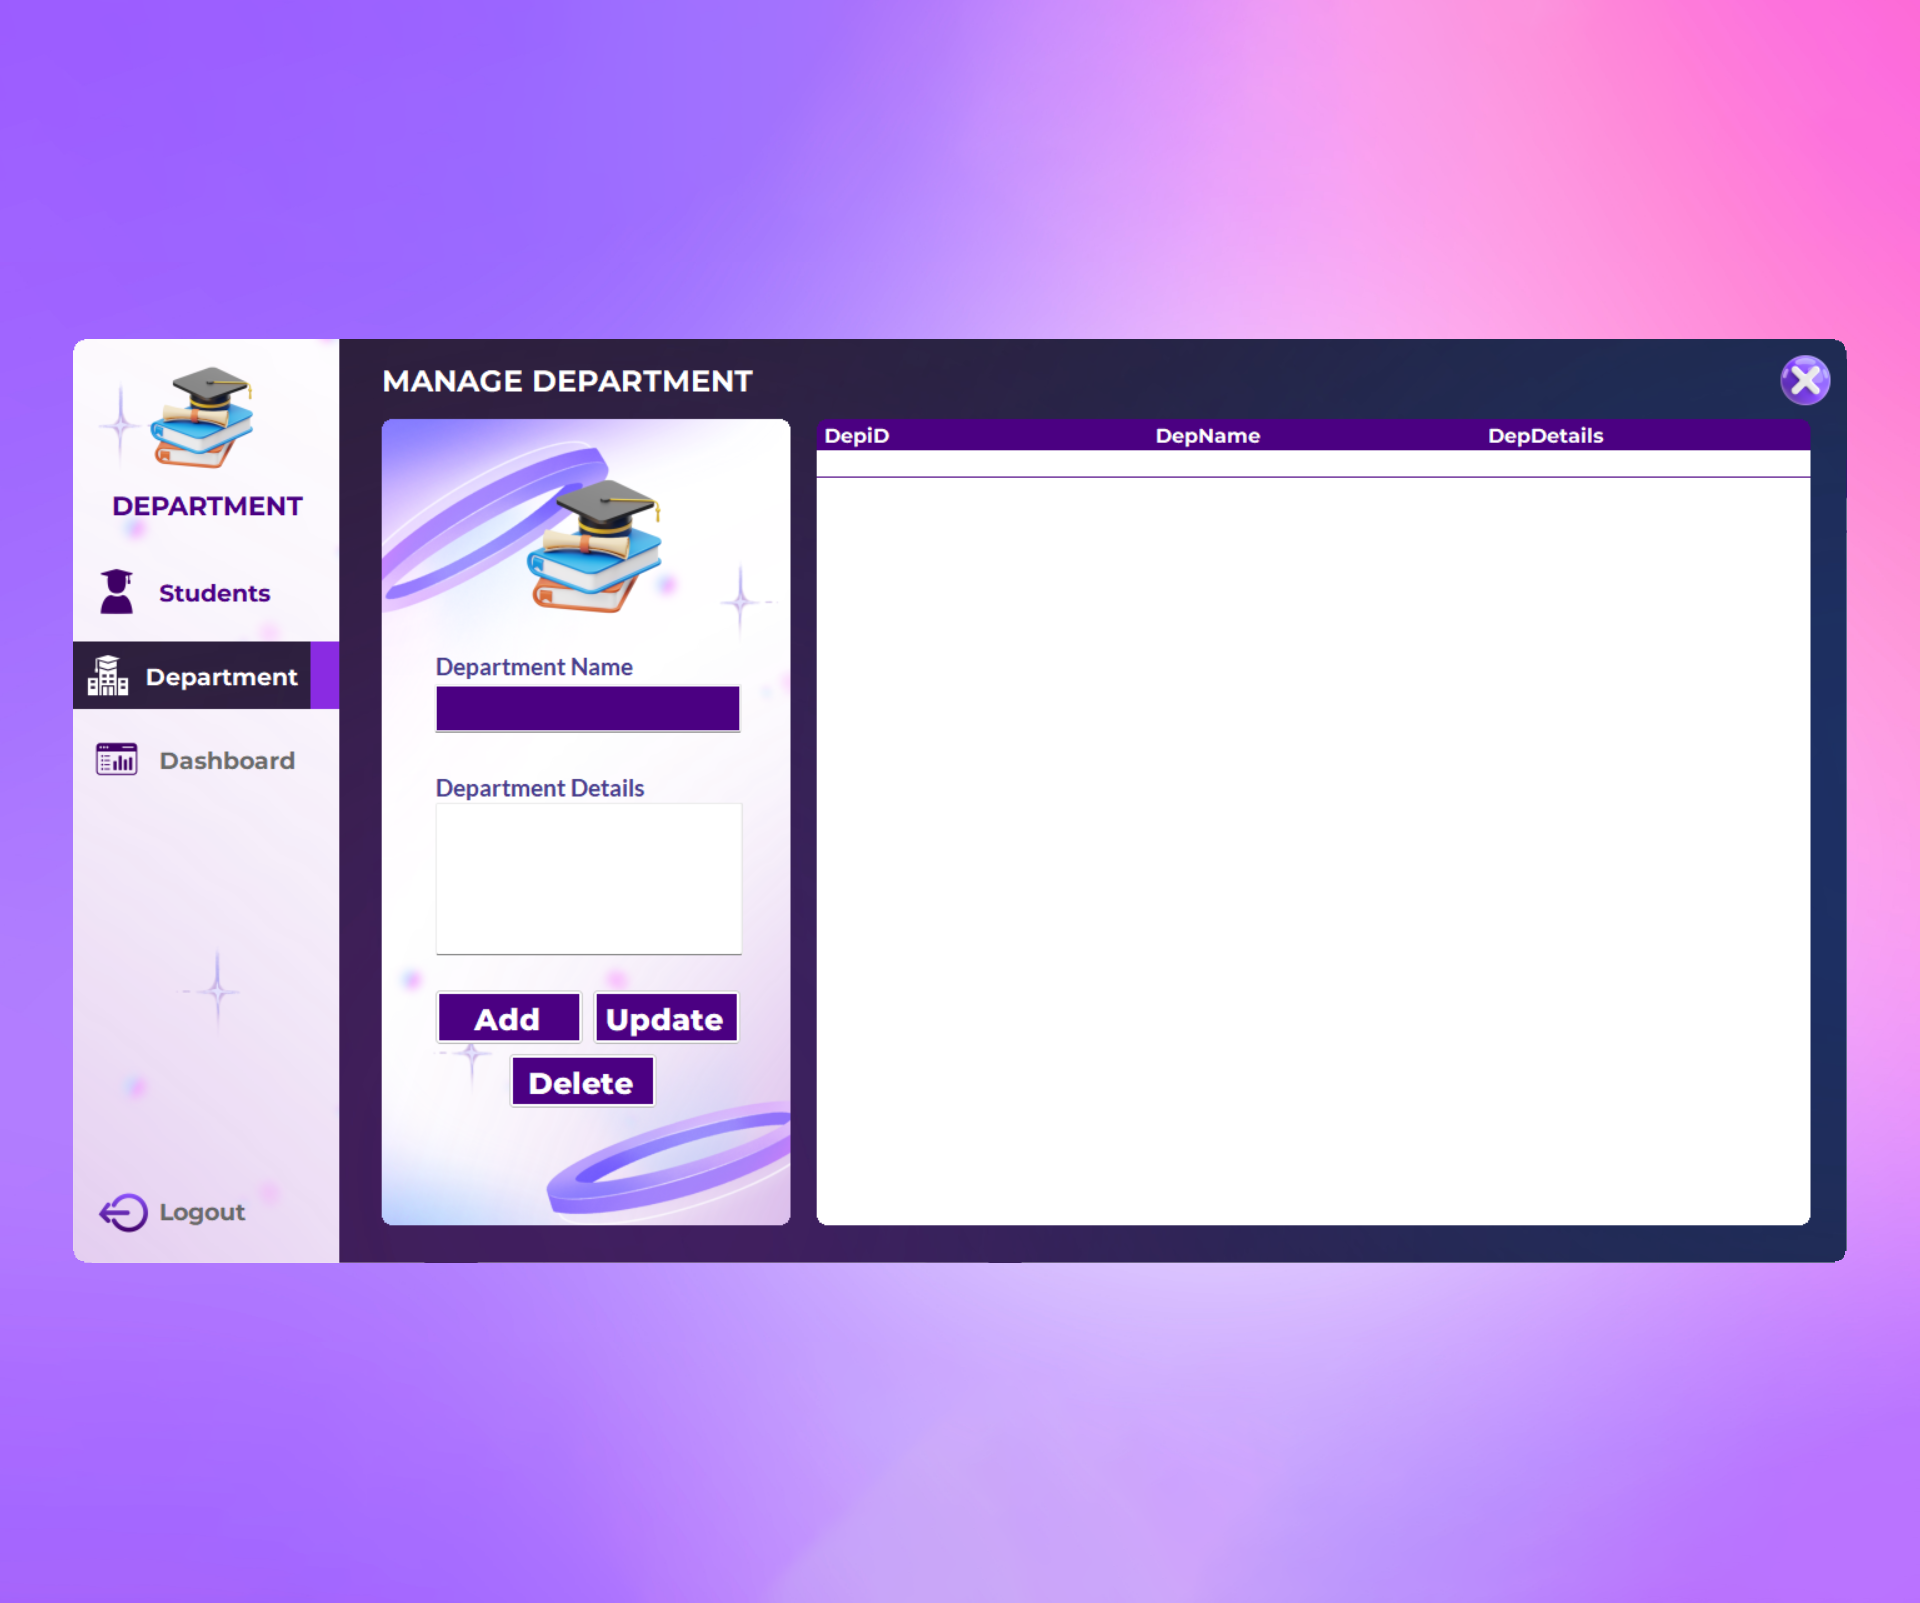 DEPARTMENT
Students
Department
Dashboard
Logout
MANAGE DEPARTMENT
Department Name
Department Details
Add
Update
Delete
DepiD DepName DepDetails